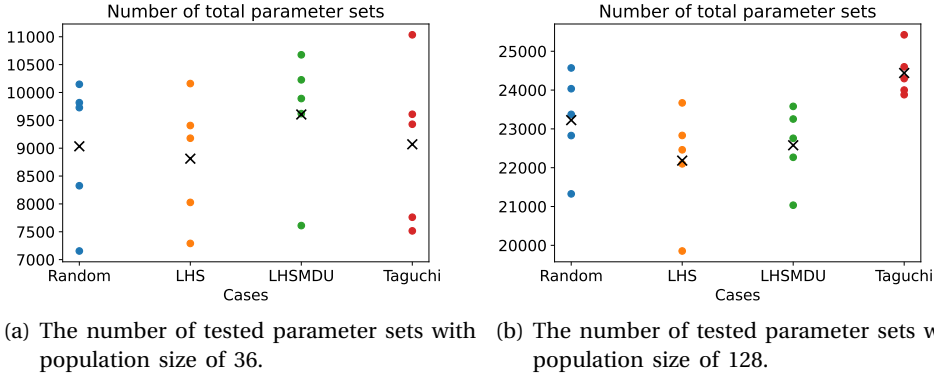 Number of total parameter sets
11000
10500
10000
9500
9000
8500
8000
7500
7000
Random LHS LHSMDU Taguchi
Cases
(a) The number of tested parameter sets with
population size of 36.
Number of total parameter sets
25000
24000
23000
22000
21000
20000
Random LHS LHSMDU Taguchi
Cases
(b) The number of tested parameter sets
population size of 128.